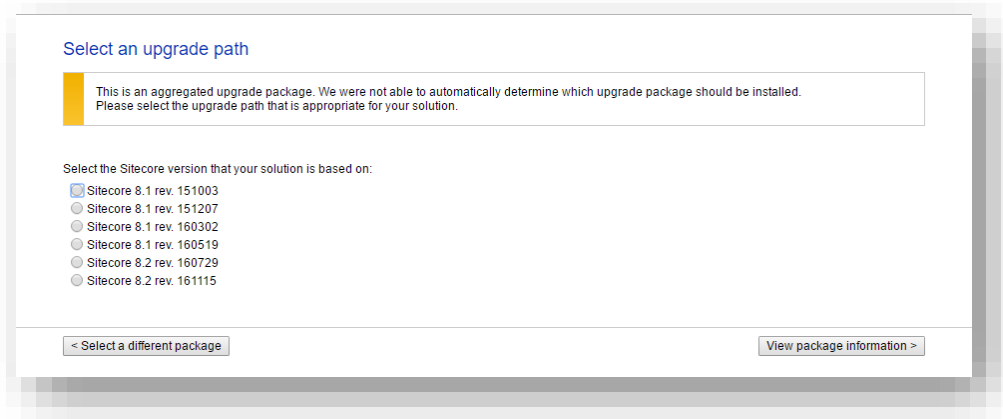 Select an upgrade path
This is an aggregated upgrade package. We were not able to automatically determine which upgrade package should be installed.
Please select the upgrade path that is appropriate for your solution.
Select the Sitecore version that your solution is based on:
Sitecore 8.1 rev. 151003
Sitecore 8.1 rev. 151207
Sitecore 8.1 rev. 160302
Sitecore 8.1 rev. 160519
Sitecore 8.2 rev. 160729
Sitecore 8.2 rev. 161115
< Select a different package
View package information >